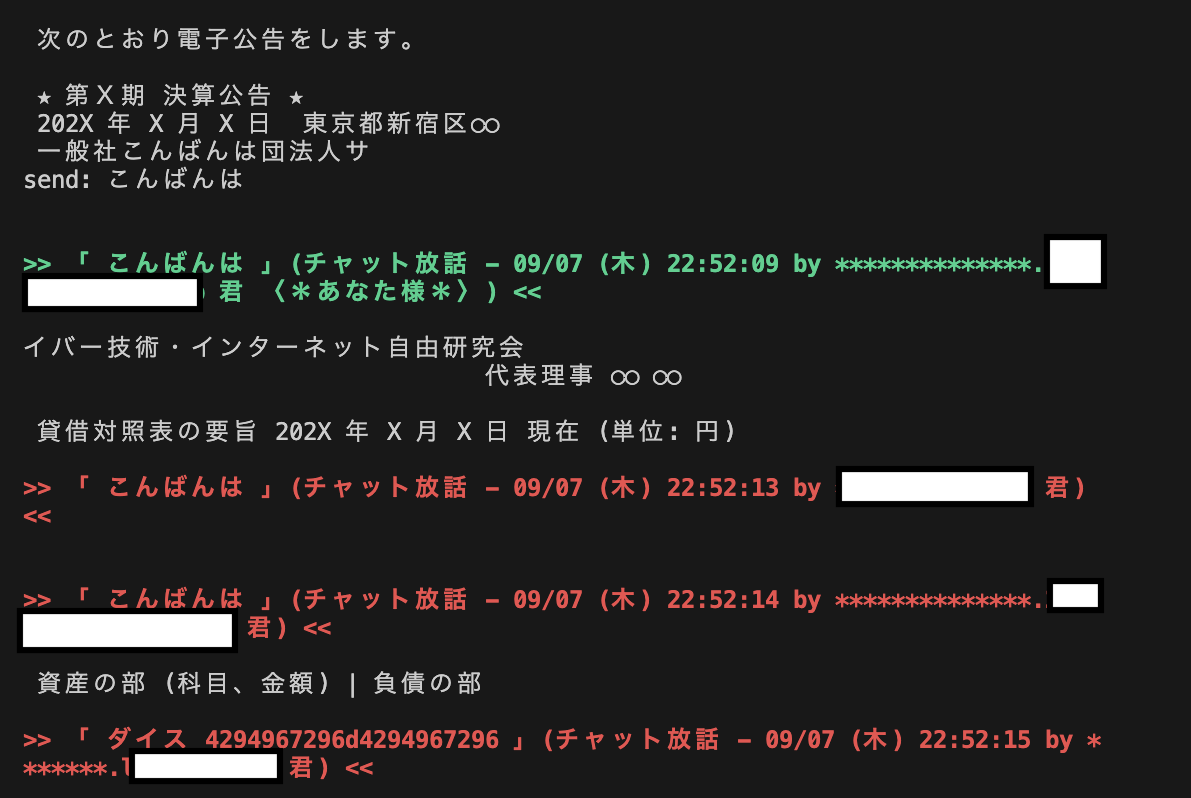 次のとおり電子公告をします。
★ 第Ⅹ期 決算公告 ★
202X 年 X 月 X 日　東京都新宿区∞
一般社こんばんは団法人サ
send: こんばんは
>> 「 こんばんは 」(チャット放話 - 09/07 (木) 22:52:09 by **************.
君 〈＊あなた様＊〉) <<
イバー技術・インターネット自由研究会
代表理事 ∞ ∞
貸借対照表の要旨 202X 年 X 月 X 日 現在 (単位: 円)
>> 「 こんばんは 」(チャット放話 - 09/07 (木) 22:52:13 by
君)
<<
>> 「 こんばんは 」(チャット放話 - 09/07 (木) 22:52:14 by **************.
君) <<
資産の部 (科目、金額) | 負債の部
>> 「 ダイス 4294967296d4294967296 」(チャット放話 - 09/07 (木) 22:52:15 by *
******.l
君) <<